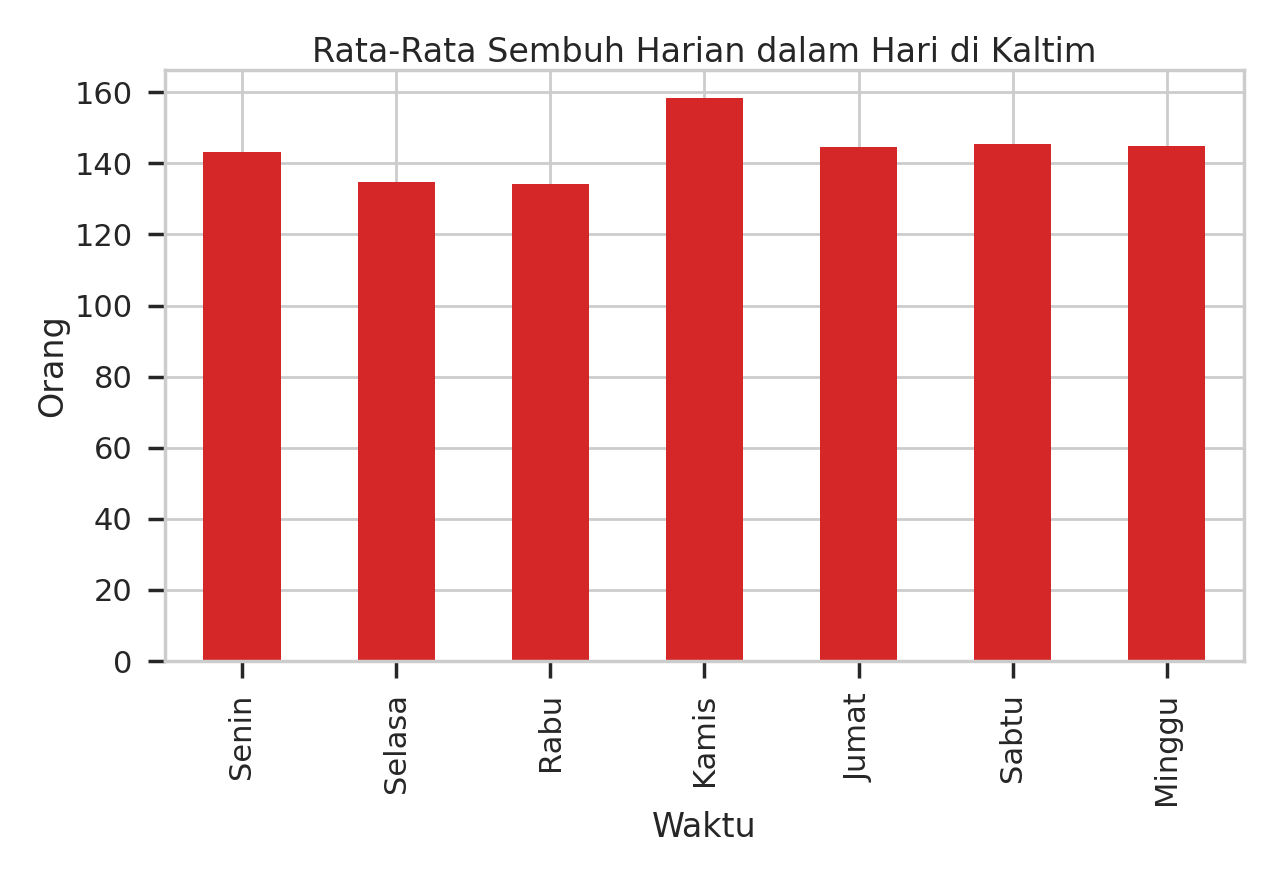 Rata-Rata Sembuh Harian dalam Hari di Kaltim
160
140
120
100
80
60
40
20
0
Orang
Senin
Selasa
Rabu
Kamis
Jumat
Sabtu
Minggu
Waktu